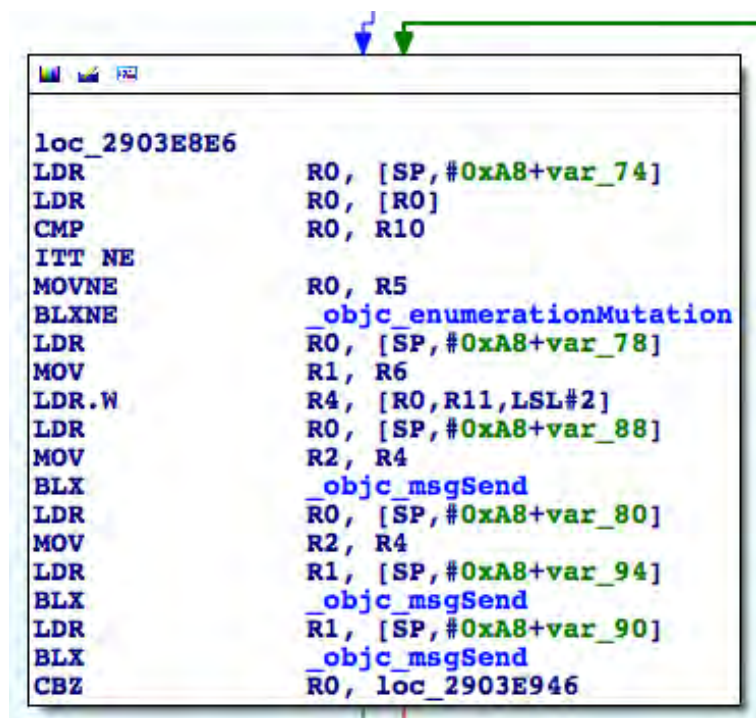 loc_2903E8E6
LDR R0, [SP,#0xA8+var_74]
LDR R0, [R0]
CMP R0, R10
ITT NE
MOVNE R0, R5
BLXNE _objc_enumerationMutation
LDR R0, [SP,#0xA8+var_78]
MOV R1, R6
LDR.W R4, [R0,R11,LSL#2]
LDR R0, [SP,#0xA8+var_88]
MOV R2, R4
BLX _objc_msgSend
LDR R0, [SP,#0xA8+var_80]
MOV R2, R4
LDR R1, [SP,#0xA8+var_94]
BLX _objc_msgSend
LDR R1, [SP,#0xA8+var_90]
BLX _objc_msgSend
CBZ R0, loc_2903E946